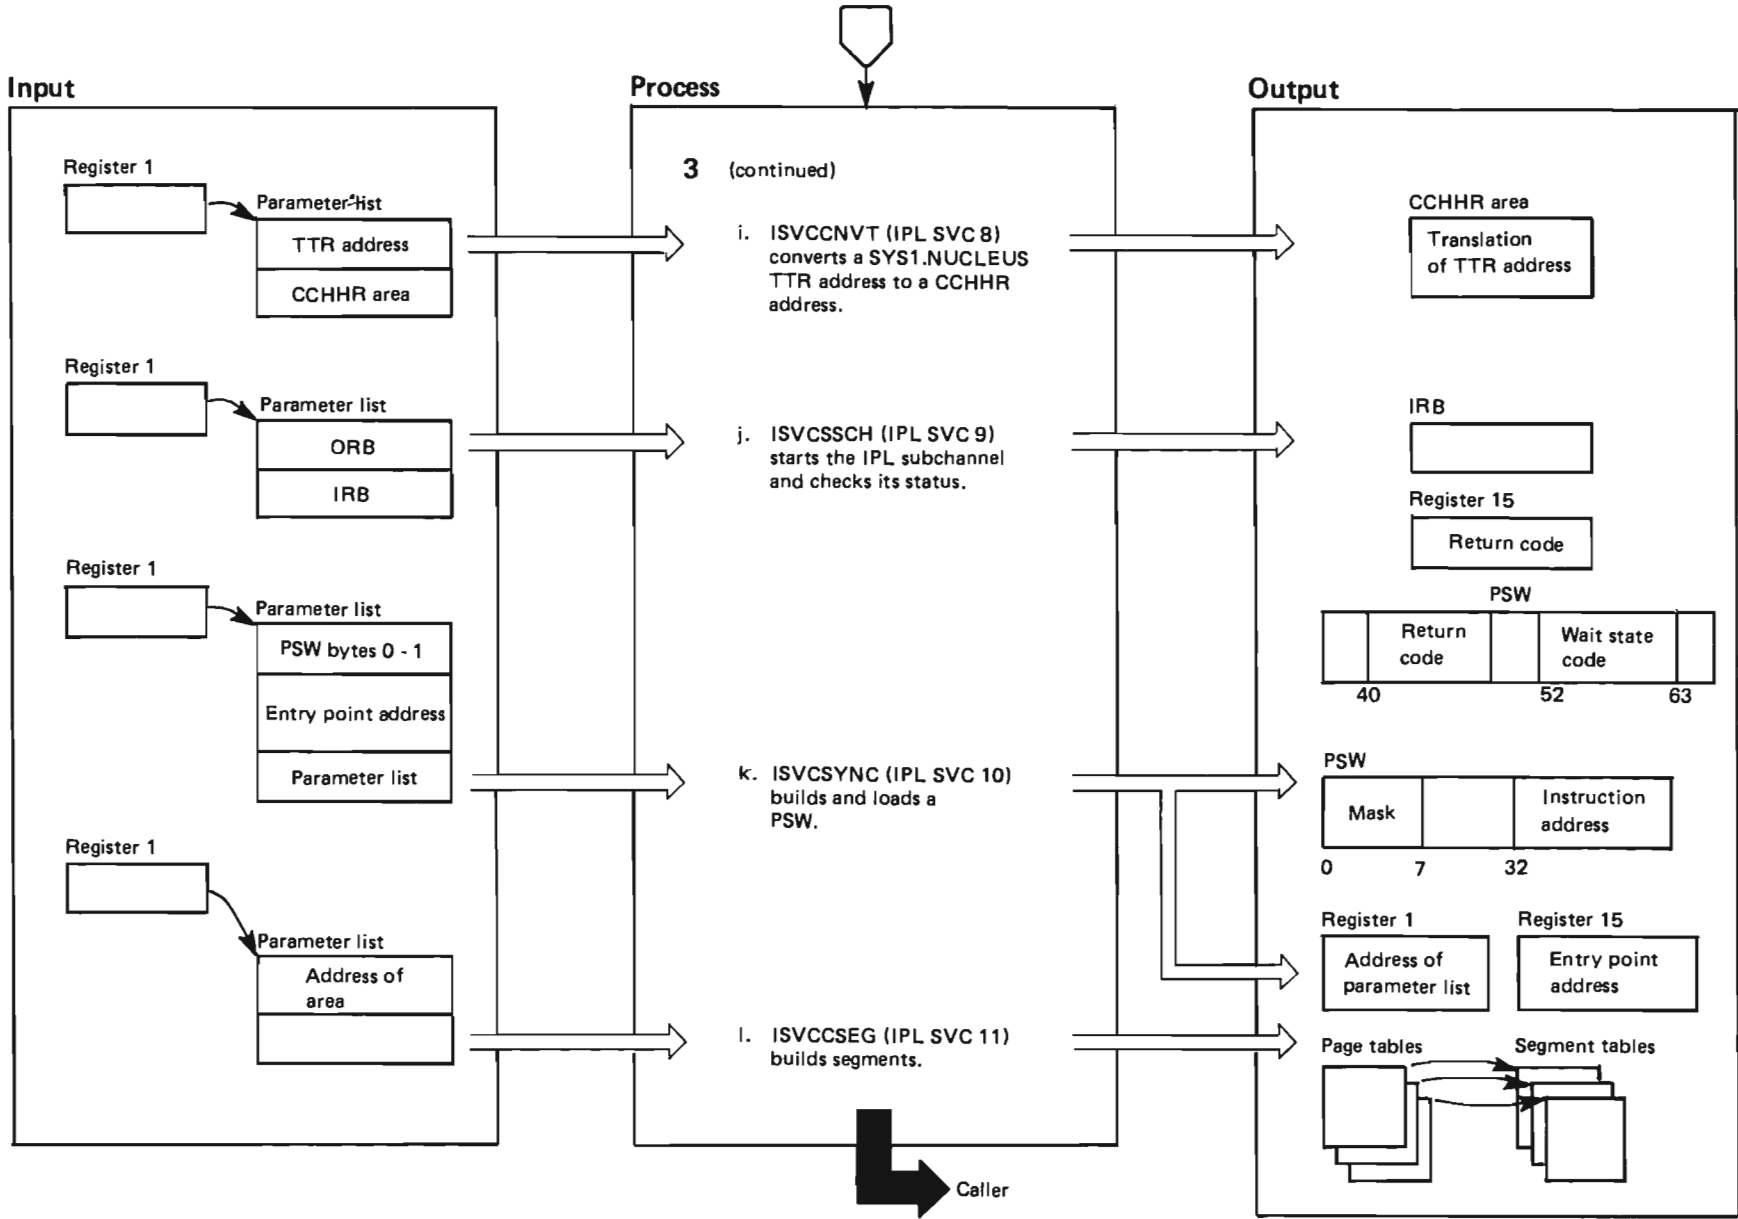 Input
Process
Output
Register 1
Parameter list
TTR address
CCHHR area
Register 1
Parameter list
ORB
IRB
Register 1
Parameter list
PSW bytes 0 - 1
Entry point address
Parameter list
Register 1
Parameter list
Address of
area
3 (continued)
i. ISVCCNVT (IPL SVC 8)
converts a SYS1.NUCLEUS
TTR address to a CCHHR
address.
j. ISVCSSCH (IPL SVC 9)
starts the IPL subchannel
and checks its status.
k. ISVCSYNC (IPL SVC 10)
builds and loads a
PSW.
l. ISVCCSEG (IPL SVC 11)
builds segments.
Caller
CCHHR area
Translation
of TTR address
IRB
Register 15
Return code
PSW
Return
code
Wait state
code
40 52 63
PSW
Mask
Instruction
address
0 7 32
Register 1
Address of
parameter list
Register 15
Entry point
address
Page tables
Segment tables